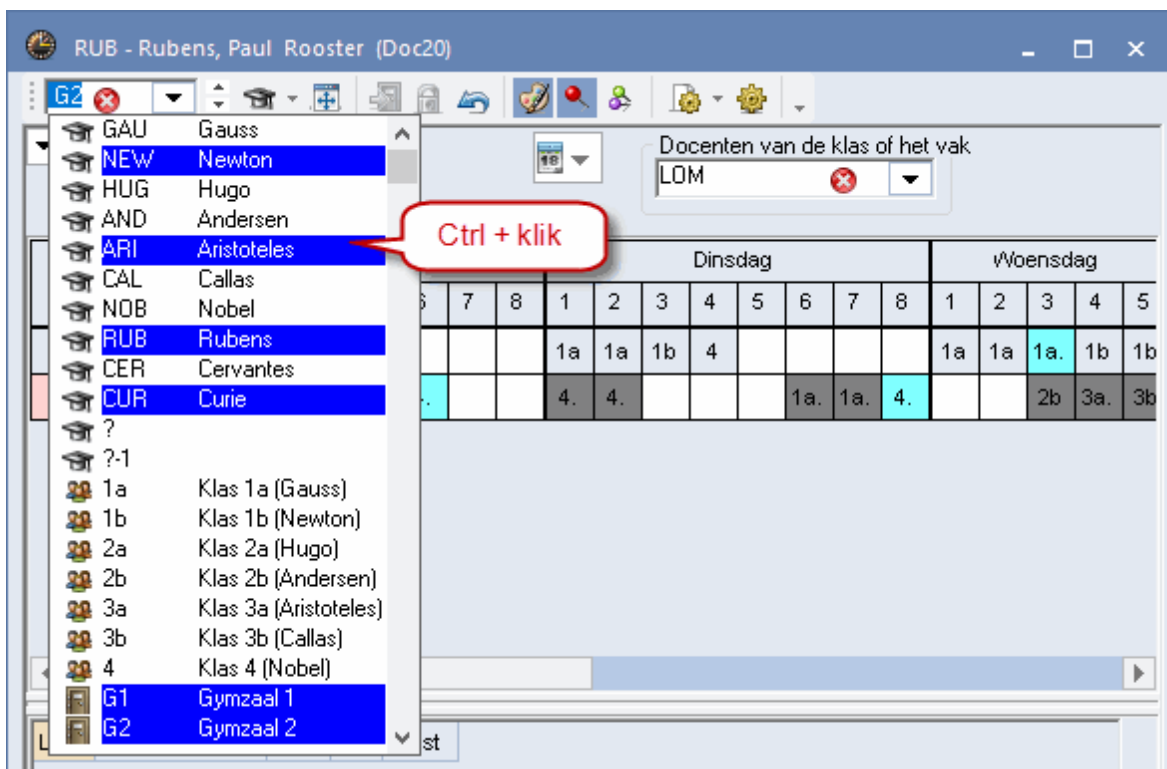 RUB - Rubens, Paul Rooster (Doc20)
G2
GAU Gauss
NEW Newton
HUG Hugo
AND Andersen
ARI Aristoteles
CAL Callas
NOB Nobel
RUB Rubens
CER Cervantes
CUR Curie
?
?-1
1a Klas 1a (Gauss)
1b Klas 1b (Newton)
2a Klas 2a (Hugo)
2b Klas 2b (Andersen)
3a Klas 3a (Aristoteles)
3b Klas 3b (Callas)
4 Klas 4 (Nobel)
G1 Gymzaal 1
G2 Gymzaal 2
Ctrl + klik
18
Docenten van de klas of het vak
LOM
Dinsdag Woensdag
7 8 1 2 3 4 5 6 7 8 1 2 3 4 5
1a 1a 1b 4 1a 1a 1a. 1b 1b
4. 4. 1a. 1a. 4. 2b 3a. 3b
st